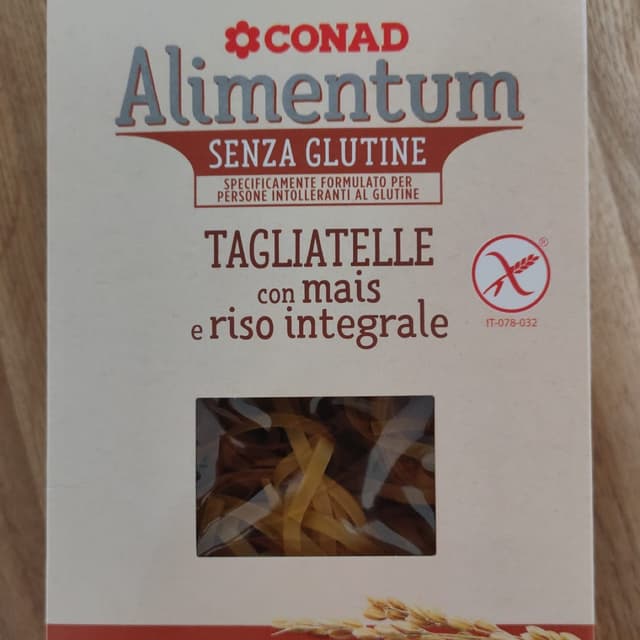 CONAD
Alimentum
SENZA GLUTINE
SPECIFICAMENTE FORMULATO PER
PERSONE INTOLLERANTI AL GLUTINE
TAGLIATELLE
con mais
e riso integrale
®
IT-078-032